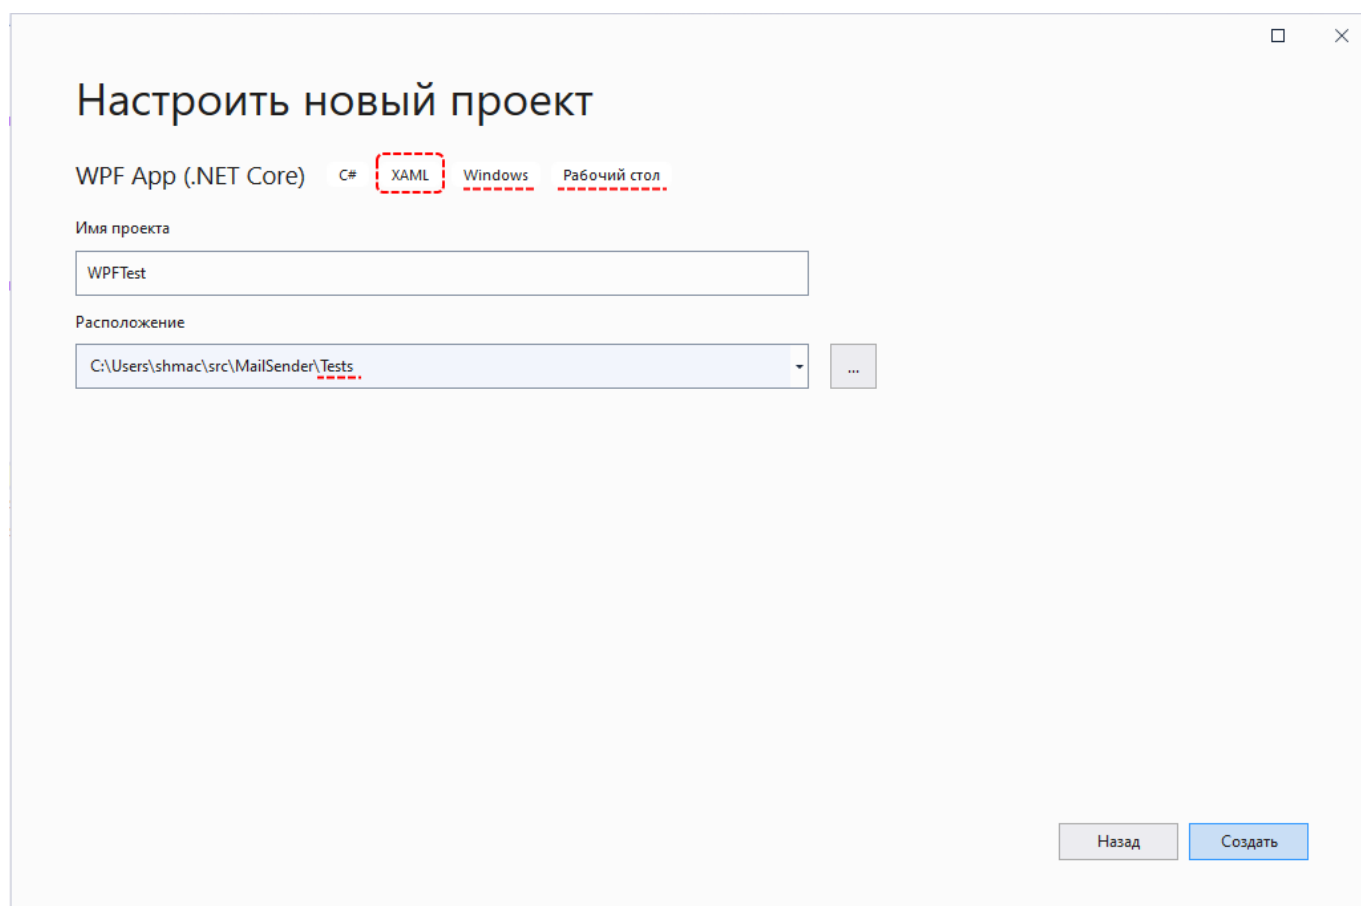 Настроить новый проект
WPF App (.NET Core) C# XAML Windows Рабочий стол
Имя проекта
WPFTest
Расположение
C:\Users\shmac\src\MailSender\Tests
...
Назад Создать